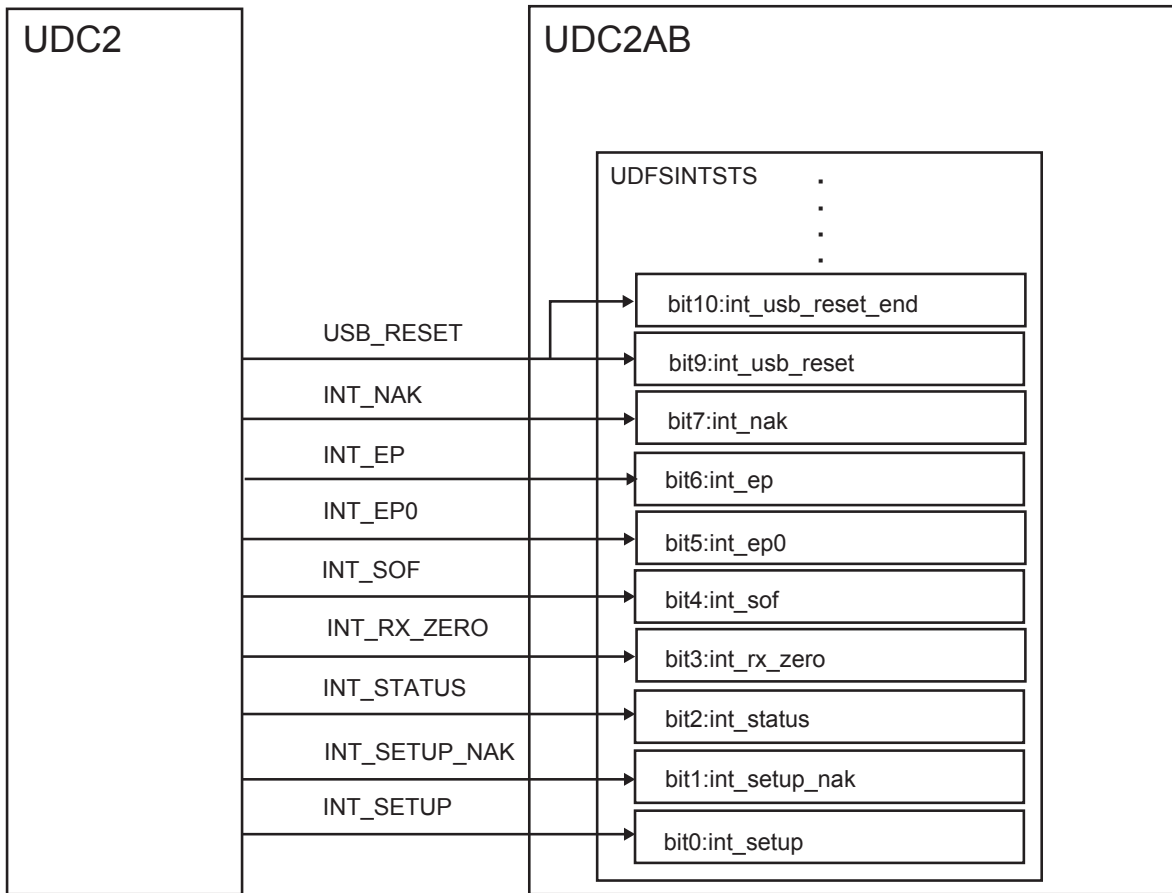 UDC2
UDC2AB
UDFSINTSTS
bit10:int_usb_reset_end
USB_RESET
bit9:int_usb_reset
INT_NAK
bit7:int_nak
INT_EP
bit6:int_ep
INT_EP0
bit5:int_ep0
INT_SOF
bit4:int_sof
INT_RX_ZERO
bit3:int_rx_zero
INT_STATUS
bit2:int_status
INT_SETUP_NAK
bit1:int_setup_nak
INT_SETUP
bit0:int_setup